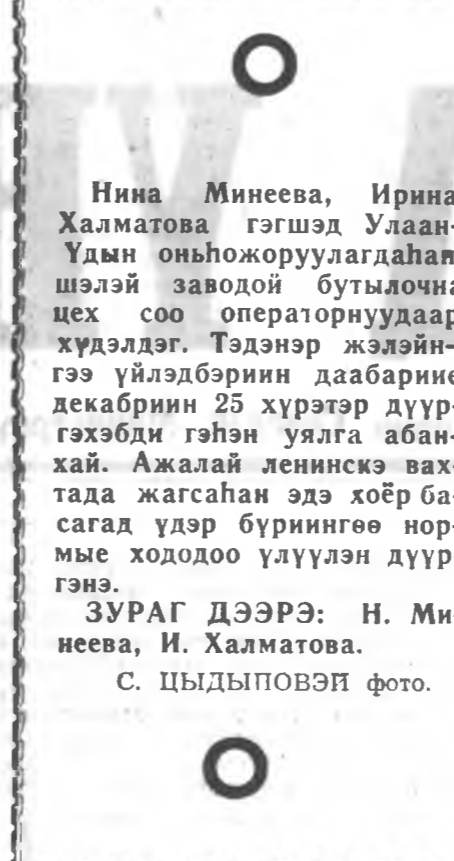 Нина Минеева, Ирина
Халматова гэгшэд Улаан-
Үдын оньһожоруулагдаһан
шэлэй заводой бутылочна
цех соо операторнуудаар
хүдэлдэг. Тэдэнэр жэлэйн-
гээ үйлэдбэриин даабарине
декабриин 25 хүрэтэр дүүр-
гэхэбди гэһэн уялга абан-
хай. Ажалай ленинскэ вах-
тада жагсаһан эдэ хоёр ба-
сагад үдэр бүриингөө нор-
мые хододоо үлүүлэн дүүр-
гэнэ.
ЗУРАГ ДЭЭРЭ: Н. Ми-
неева, И. Халматова.
С. ЦЫДЫПОВЭЙ фото.